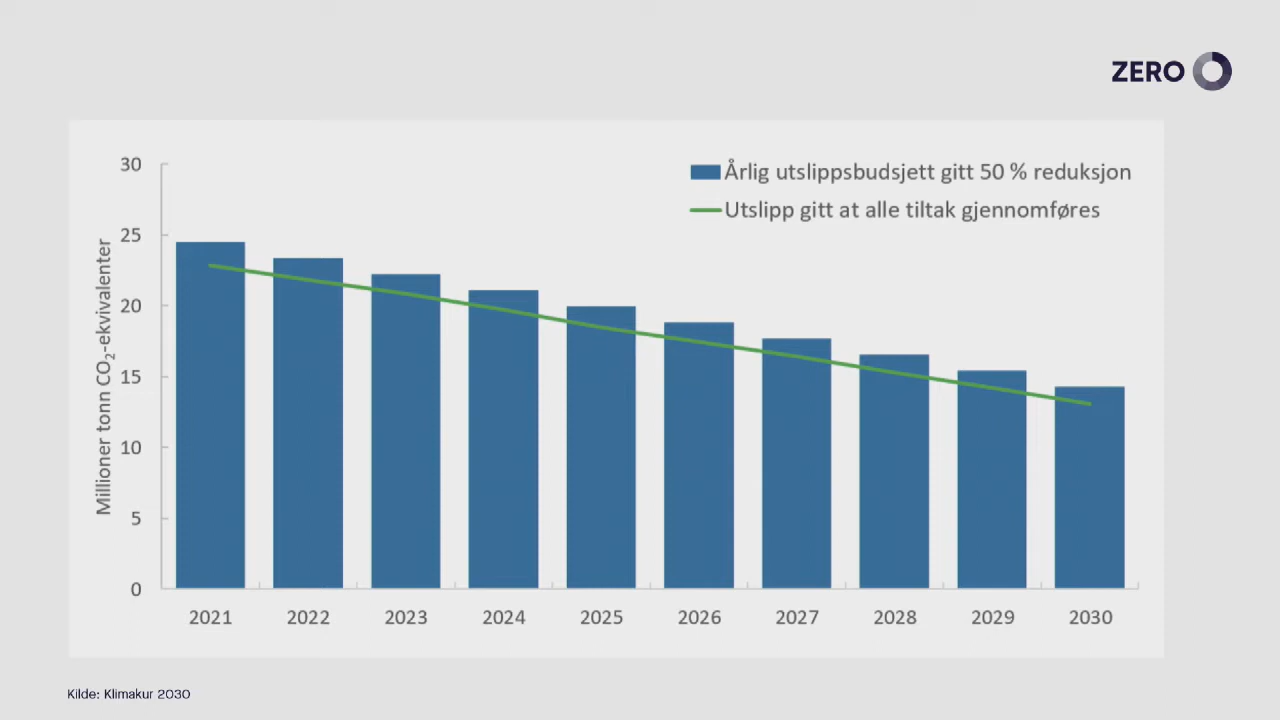 ZERO
30
25
20
15
10
5
0
Millioner tonn CO₂-ekvivalenter
Årlig utslippsbudsjett gitt 50 % reduksjon
Utslipp gitt at alle tiltak gjennomføres
2021 2022 2023 2024 2025 2026 2027 2028 2029 2030
Kilde: Klimakur 2030